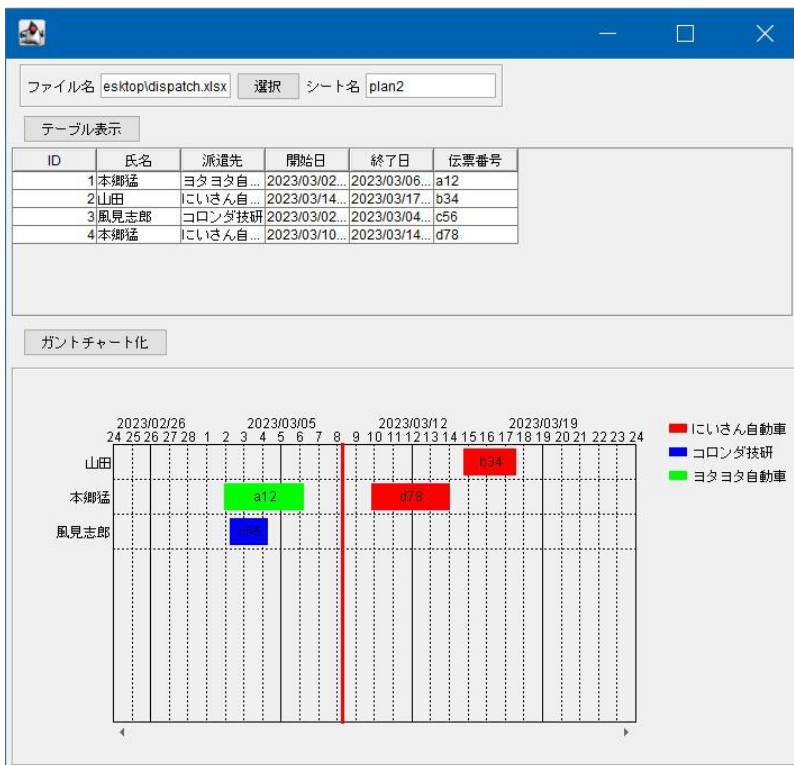 ファイル名 esktop\dispatch.xlsx 選択 シート名 plan2
テーブル表示
ID 氏名 派遣先 開始日 終了日 伝票番号
1 本郷猛 ヨタヨタ自... 2023/03/02... 2023/03/06... a12
2 山田 にいさん自... 2023/03/14... 2023/03/17... b34
3 風見志郎 コロンダ技研 2023/03/02... 2023/03/04... c56
4 本郷猛 にいさん自... 2023/03/10... 2023/03/14... d78
ガントチャート化
2023/02/26 2023/03/05 2023/03/12 2023/03/19
24 25 26 27 28 1 2 3 4 5 6 7 8 9 10 11 12 13 14 15 16 17 18 19 20 21 22 23 24
にいさん自動車
コロンダ技研
ヨタヨタ自動車
山田 b34
本郷猛 a12 d78
風見志郎 c56